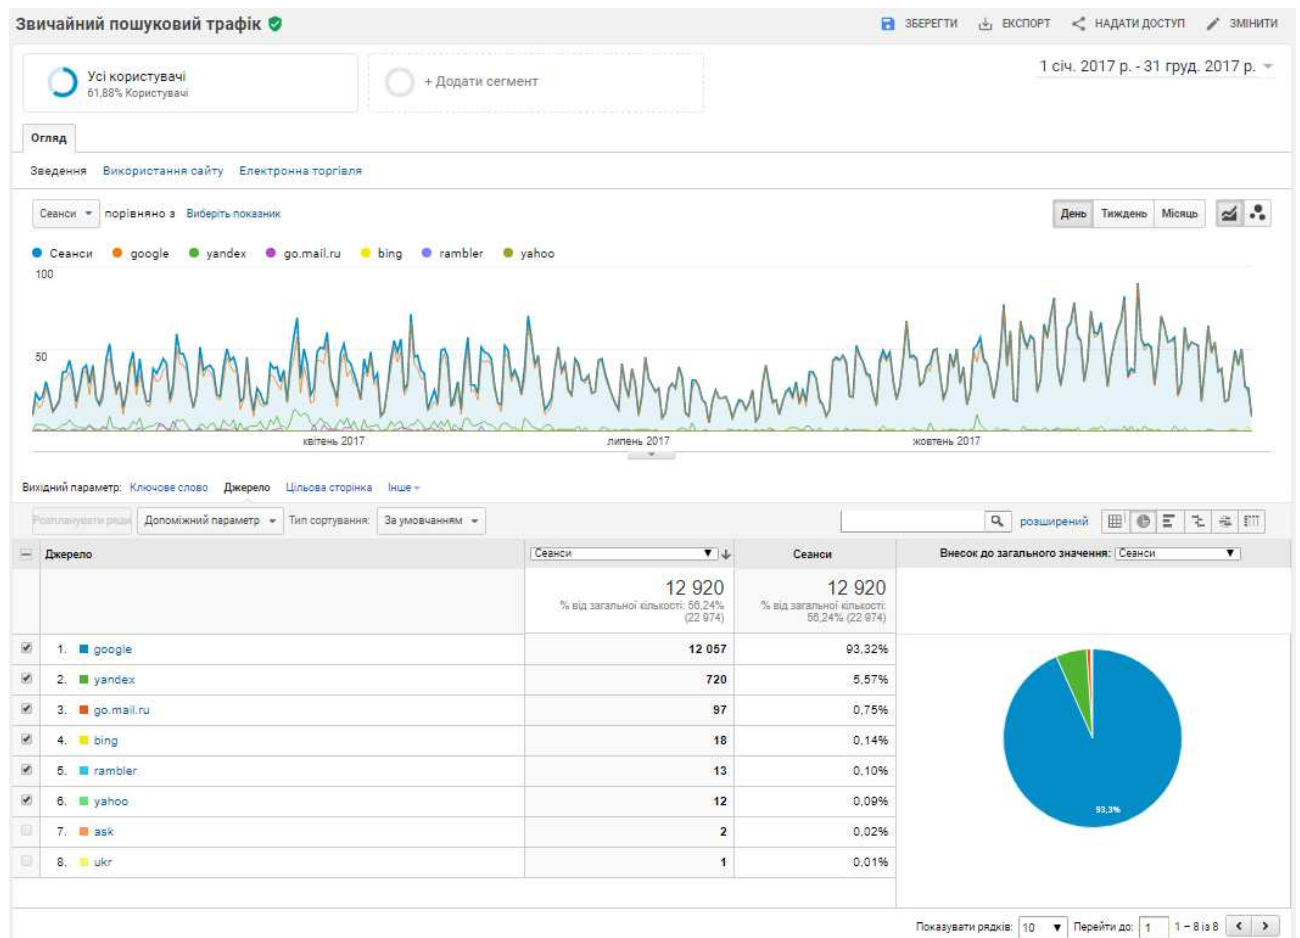 Звичайний пошуковий трафік
ЗБЕРЕГТИ ЕКСПОРТ НАДАТИ ДОСТУП ЗМІНИТИ
Усі користувачі
61,88% Користувачі
+ Додати сегмент
1 січ. 2017 р. - 31 груд. 2017 р.
Огляд
Зведення Використання сайту Електронна торгівля
Сеанси порівняно з Виберіть показник
День Тиждень Місяць
Сеанси google yandex go.mail.ru bing rambler yahoo
100
50
квітень 2017 липень 2017 жовтень 2017
Вихідний параметр: Ключове слово Джерело Цільова сторінка Інше
Розпланувати ряди Допоміжний параметр Тип сортування: За умовчанням розширений
Джерело Сеанси Сеанси Внесок до загального значення: Сеанси
12 920 12 920
% від загальної кількості: 56,24% (22 974) % від загальної кількості: 56,24% (22 974)
1. google 12 057 93,32%
2. yandex 720 5,57%
3. go.mail.ru 97 0,75%
4. bing 18 0,14%
5. rambler 13 0,10%
6. yahoo 12 0,09%
7. ask 2 0,02%
8. ukr 1 0,01%
93,3%
Показувати рядків: 10 Перейти до: 1 1 – 8 із 8